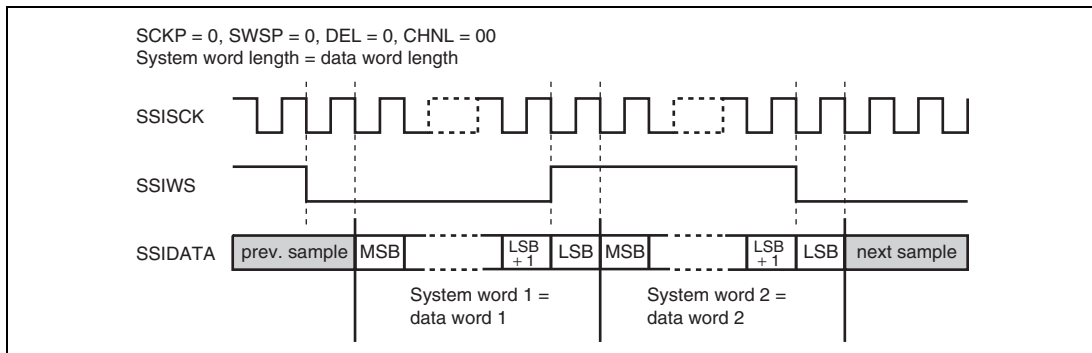 SCKP = 0, SWSP = 0, DEL = 0, CHNL = 00
System word length = data word length
SSISCK
SSIWS
SSIDATA
prev. sample
MSB
LSB
+ 1
LSB
MSB
LSB
+ 1
LSB
next sample
System word 1 =
data word 1
System word 2 =
data word 2